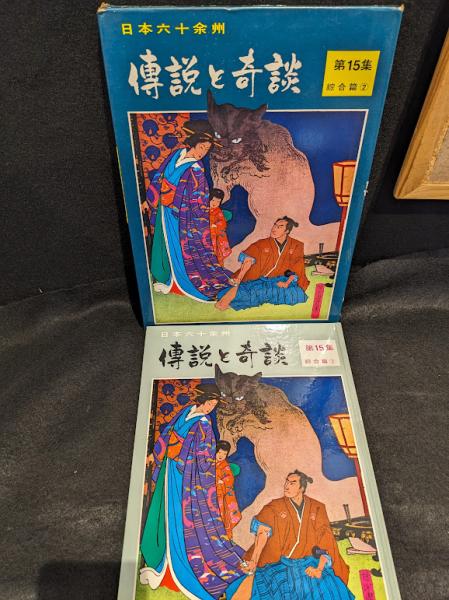 日本六十余州
傳説と奇談
第15集
綜合篇②
日本六十余州
傳説と奇談
第15集
綜合篇②